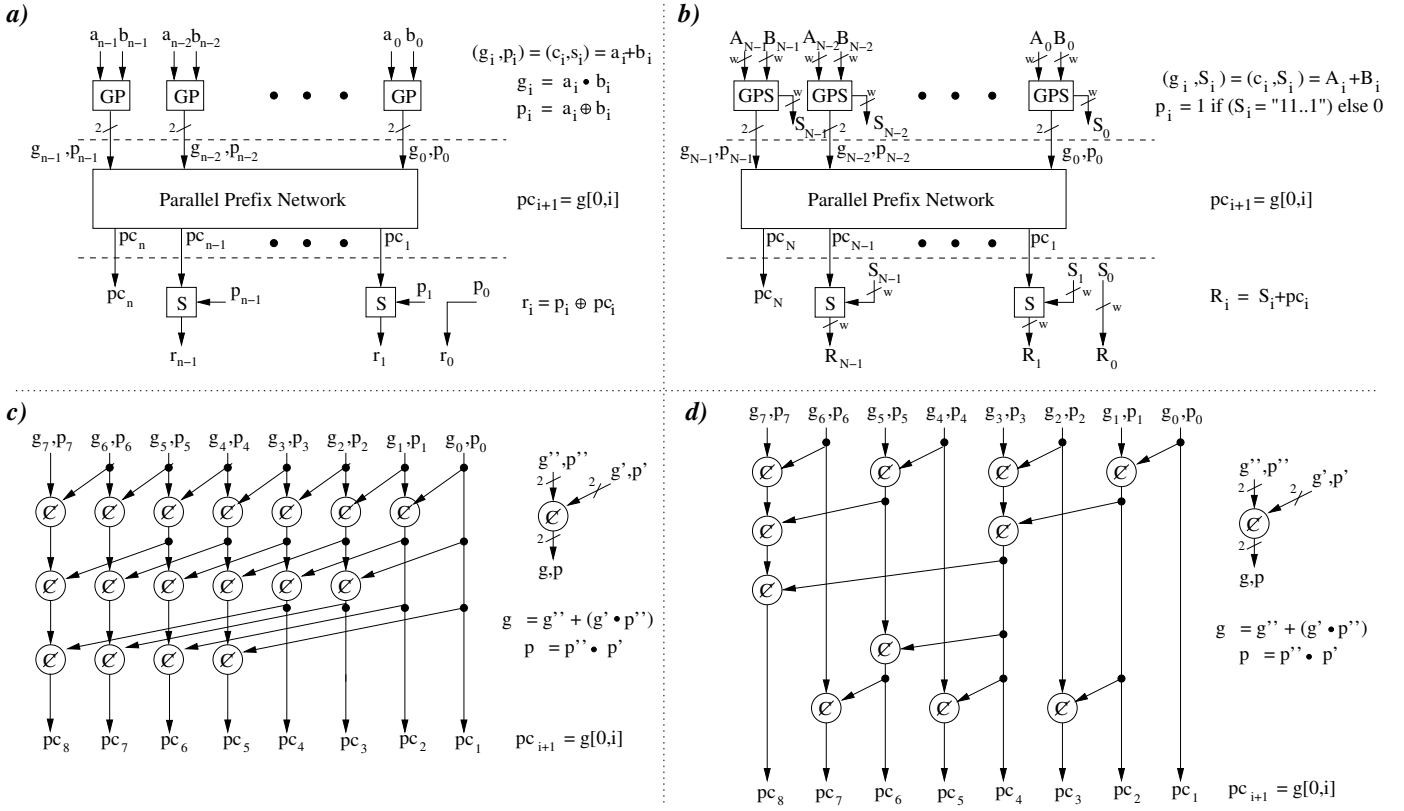 a)
a_{n-1} b_{n-1} a_{n-2} b_{n-2} a_0 b_0
(g_i ,p_i) = (c_i,s_i) = a_i+b_i
GP GP GP
g_i = a_i • b_i
p_i = a_i ⊕ b_i
2 2 2
g_{n-1},p_{n-1} g_{n-2},p_{n-2} g_0,p_0
Parallel Prefix Network
pc_{i+1} = g[0,i]
pc_n pc_{n-1} pc_1
pc_n S p_{n-1} S p_1 p_0
r_i = p_i ⊕ pc_i
r_{n-1} r_1 r_0
b)
A_{N-1} B_{N-1} A_{N-2} B_{N-2} A_0 B_0
w w w w w w
(g_i ,S_i) = (c_i,S_i) = A_i+B_i
GPS w GPS w GPS w
p_i = 1 if (S_i = "11..1") else 0
2 S_{N-1} 2 S_{N-2} 2 S_0
g_{N-1},p_{N-1} g_{N-2},p_{N-2} g_0,p_0
Parallel Prefix Network
pc_{i+1} = g[0,i]
pc_N pc_{N-1} pc_1
S_{N-1} S_1 S_0
pc_N S w S w w
R_i = S_i+pc_i
w w
R_{N-1} R_1 R_0
c)
g_7,p_7 g_6,p_6 g_5,p_5 g_4,p_4 g_3,p_3 g_2,p_2 g_1,p_1 g_0,p_0
g'',p'' g',p'
2 2
₵ ₵ ₵ ₵ ₵ ₵ ₵ ₵
2
g,p
₵ ₵ ₵ ₵ ₵ ₵
g = g'' + (g' • p'')
p = p'' • p'
₵ ₵ ₵ ₵
pc_8 pc_7 pc_6 pc_5 pc_4 pc_3 pc_2 pc_1
pc_{i+1} = g[0,i]
d)
g_7,p_7 g_6,p_6 g_5,p_5 g_4,p_4 g_3,p_3 g_2,p_2 g_1,p_1 g_0,p_0
₵ ₵ ₵ ₵
g'',p'' g',p'
2 2
₵ ₵ ₵
2
g,p
₵
g = g'' + (g' • p'')
₵
p = p'' • p'
₵ ₵ ₵
pc_8 pc_7 pc_6 pc_5 pc_4 pc_3 pc_2 pc_1
pc_{i+1} = g[0,i]